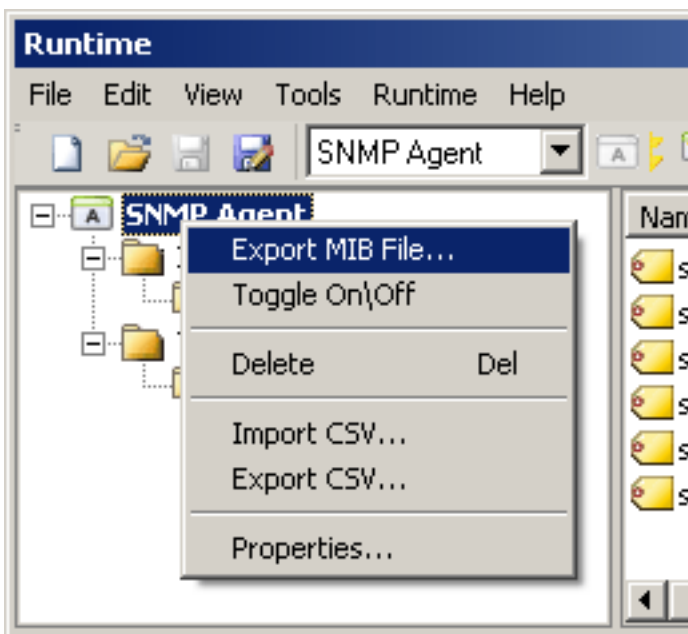 Runtime
File Edit View Tools Runtime Help
SNMP Agent
A
A SNMP Agent
Nam
Export MIB File...
Toggle On\Off
Delete Del
Import CSV...
Export CSV...
Properties...
s
s
s
s
s
s